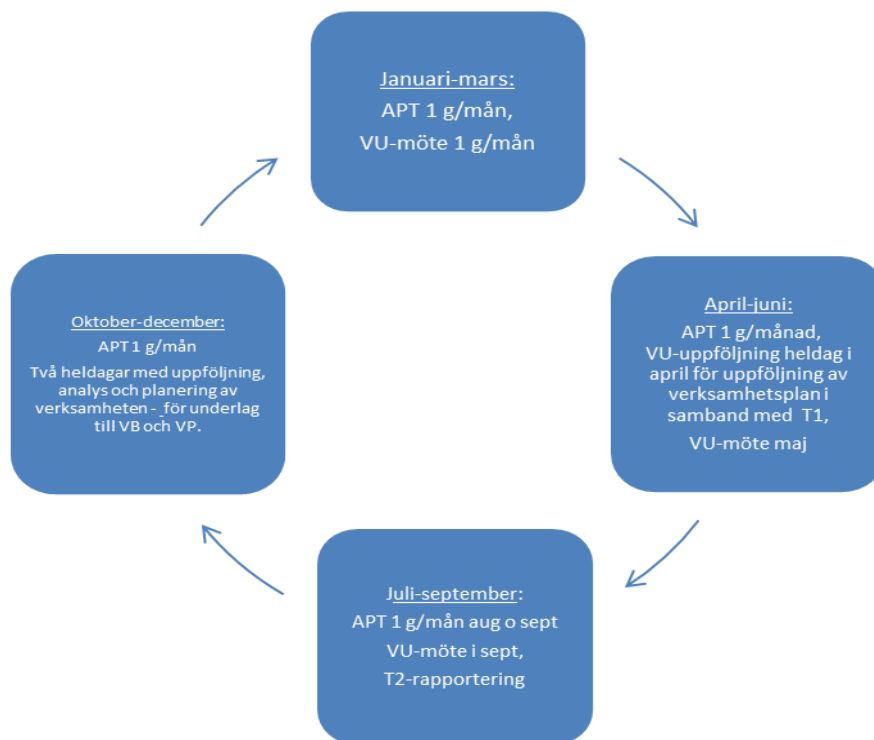 Januari-mars:
APT 1 g/mån,
VU-möte 1 g/mån
April-juni:
APT 1 g/månad,
VU-uppföljning heldag i
april för uppföljning av
verksamhetsplan i
samband med T1,
VU-möte maj
Juli-september:
APT 1 g/mån aug o sept
VU-möte i sept,
T2-rapportering
Oktober-december:
APT 1 g/mån
Två heldagar med uppföljning,
analys och planering av
verksamheten - för underlag
till VB och VP.